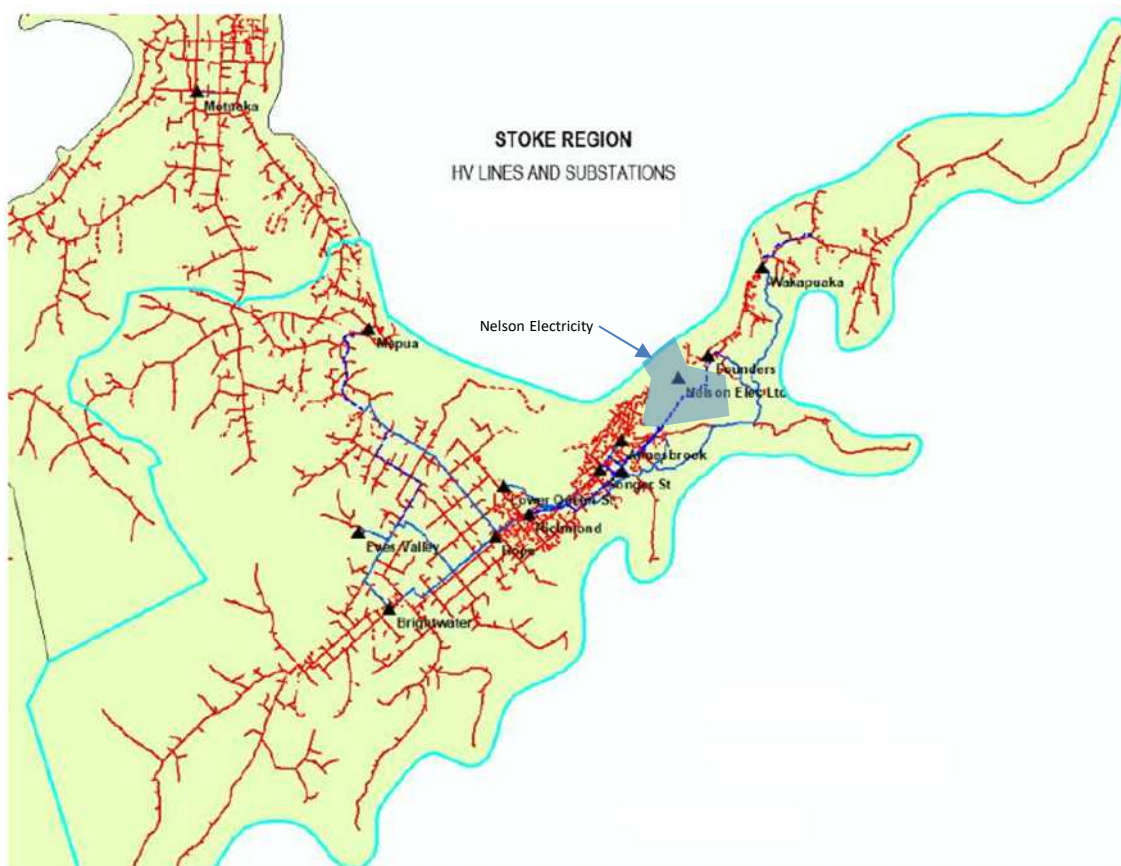 STOKE REGION
HV LINES AND SUBSTATIONS
Motueka
Wakapuaka
Nelson Electricity
Mapua
Founders
Nelson Elec Ltd
Annesbrook
Songer St
Lower Queen St
Richmond
Hope
Eves Valley
Brightwater